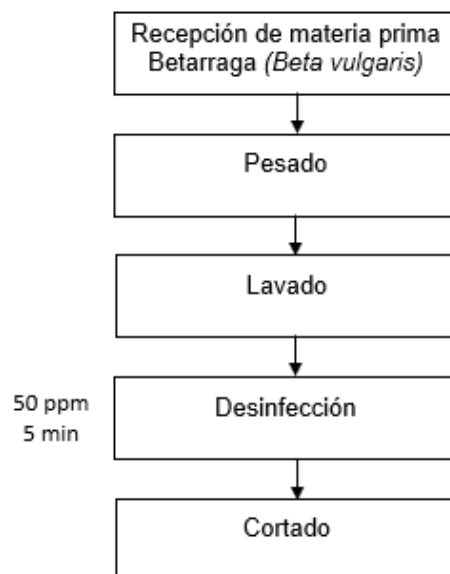 Recepción de materia prima
Betarraga (Beta vulgaris)
Pesado
Lavado
50 ppm
5 min
Desinfección
Cortado